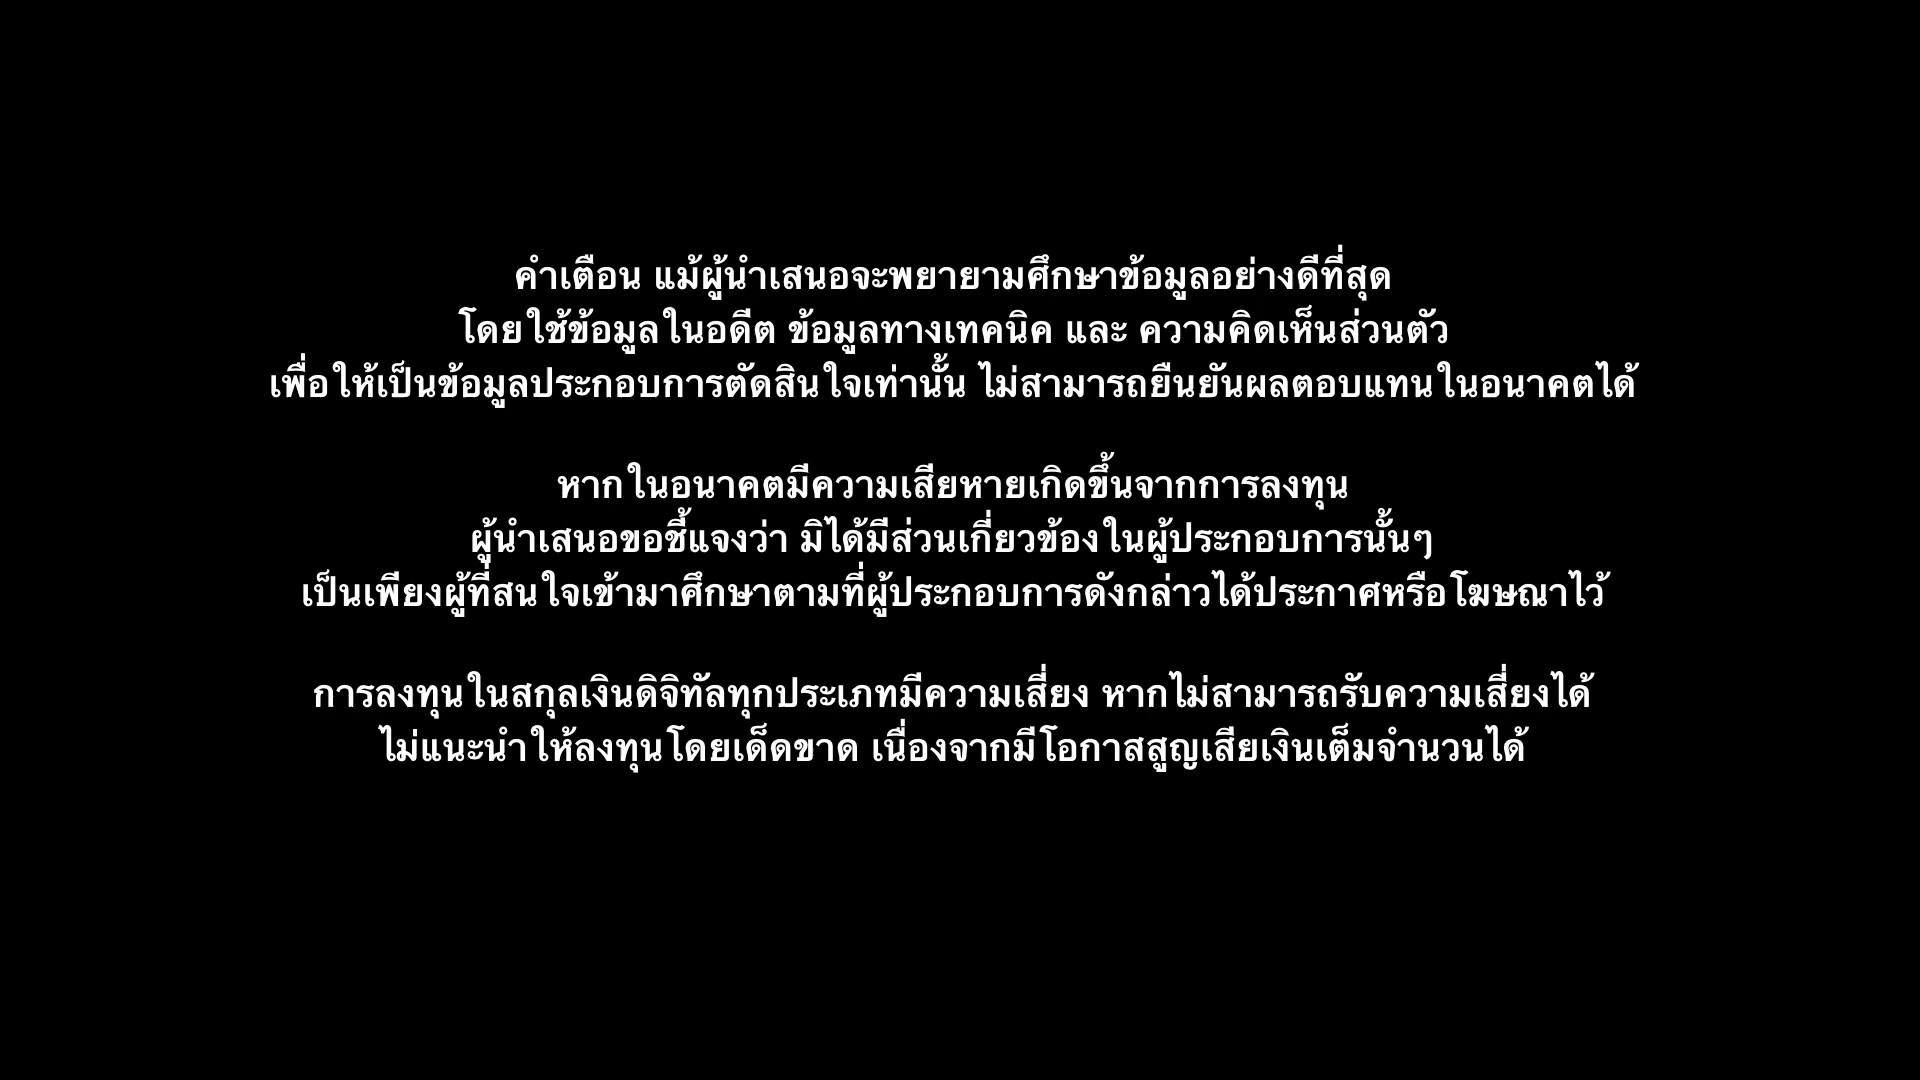 คำเตือน แม้ผู้นำเสนอจะพยายามศึกษาข้อมูลอย่างดีที่สุด
โดยใช้ข้อมูลในอดีต ข้อมูลทางเทคนิค และ ความคิดเห็นส่วนตัว
เพื่อให้เป็นข้อมูลประกอบการตัดสินใจเท่านั้น ไม่สามารถยืนยันผลตอบแทนในอนาคตได้
หากในอนาคตมีความเสียหายเกิดขึ้นจากการลงทุน
ผู้นำเสนอขอชี้แจงว่า มิได้มีส่วนเกี่ยวข้องในผู้ประกอบการนั้นๆ
เป็นเพียงผู้ที่สนใจเข้ามาศึกษาตามที่ผู้ประกอบการดังกล่าวได้ประกาศหรือโฆษณาไว้
การลงทุนในสกุลเงินดิจิทัลทุกประเภทมีความเสี่ยง หากไม่สามารถรับความเสี่ยงได้
ไม่แนะนำให้ลงทุนโดยเด็ดขาด เนื่องจากมีโอกาสสูญเสียเงินเต็มจำนวนได้